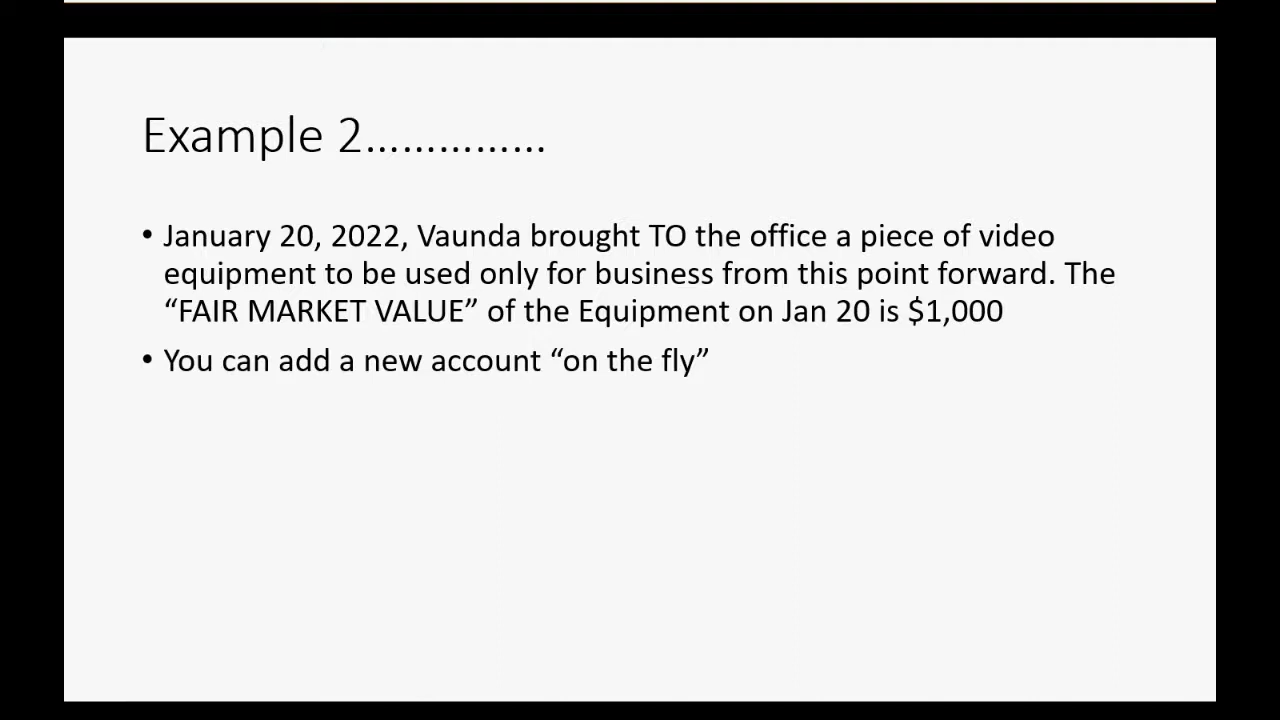 Example 2……………
• January 20, 2022, Vaunda brought TO the office a piece of video
equipment to be used only for business from this point forward. The
“FAIR MARKET VALUE” of the Equipment on Jan 20 is $1,000
• You can add a new account “on the fly”